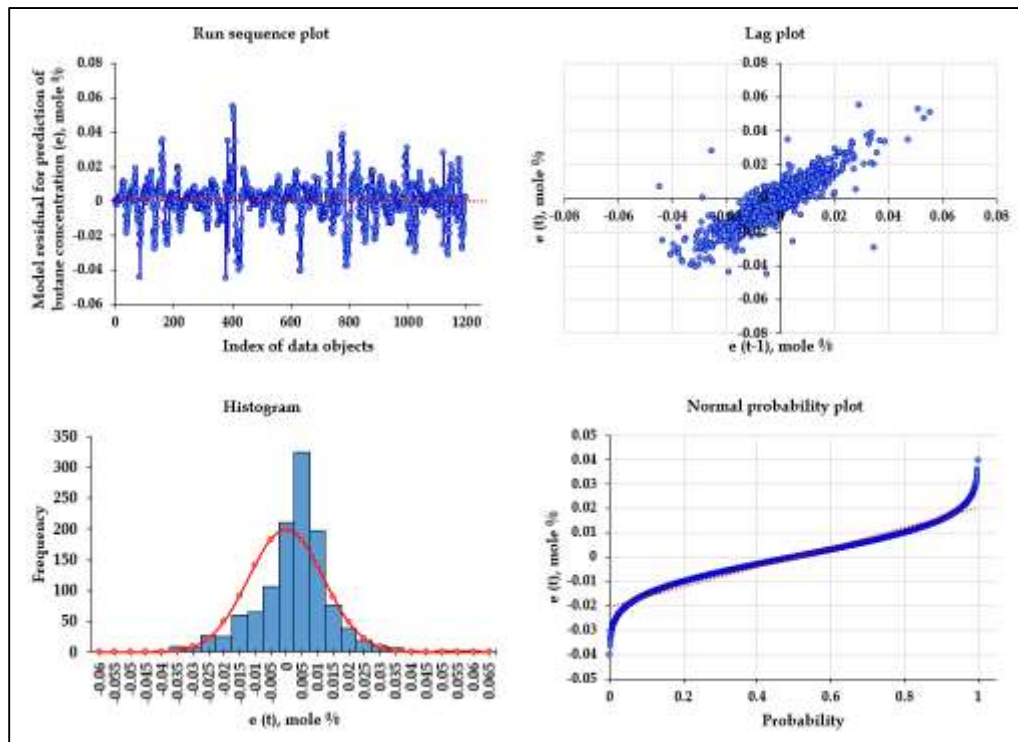 Run sequence plot
Model residual for prediction of
butane concentration (e), mole %
0.08
0.06
0.04
0.02
0
-0.02
-0.04
-0.06
0 200 400 600 800 1000 1200
Index of data objects
Lag plot
e (t), mole %
0.08
0.06
0.04
0.02
0
-0.02
-0.04
-0.06
-0.08
-0.08 -0.06 -0.04 -0.02 0 0.02 0.04 0.06 0.08
e (t-1), mole %
Histogram
Frequency
350
300
250
200
150
100
50
0
-0.06 -0.055 -0.05 -0.045 -0.04 -0.035 -0.03 -0.025 -0.02 -0.015 -0.01 -0.005 0 0.005 0.01 0.015 0.02 0.025 0.03 0.035 0.04 0.045 0.05 0.055 0.06 0.065
e (t), mole %
Normal probability plot
e (t), mole %
0.05
0.04
0.03
0.02
0.01
0
-0.01
-0.02
-0.03
-0.04
-0.05
0 0.2 0.4 0.6 0.8 1
Probability